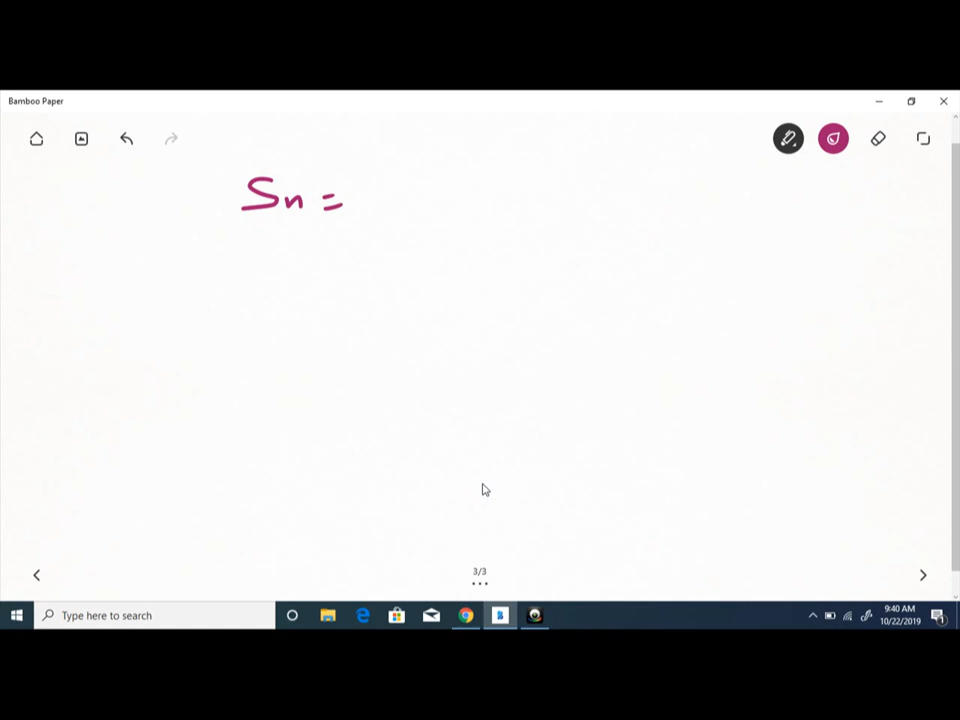 Bamboo Paper
Sn =
3/3
Type here to search
9:40 AM
10/22/2019